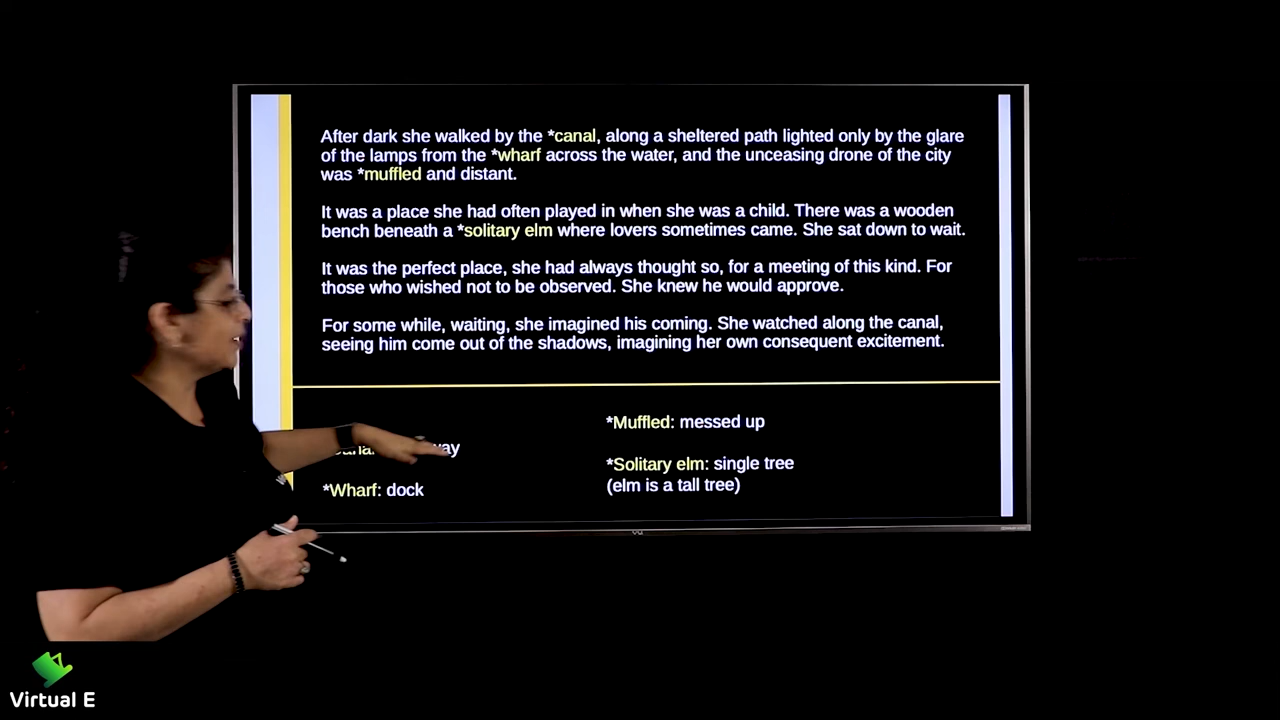 After dark she walked by the *canal, along a sheltered path lighted only by the glare
of the lamps from the *wharf across the water, and the unceasing drone of the city
was *muffled and distant.
It was a place she had often played in when she was a child. There was a wooden
bench beneath a *solitary elm where lovers sometimes came. She sat down to wait.
It was the perfect place, she had always thought so, for a meeting of this kind. For
those who wished not to be observed. She knew he would approve.
For some while, waiting, she imagined his coming. She watched along the canal,
seeing him come out of the shadows, imagining her own consequent excitement.
*Wharf: dock
*Muffled: messed up
*Solitary elm: single tree
(elm is a tall tree)
Virtual E